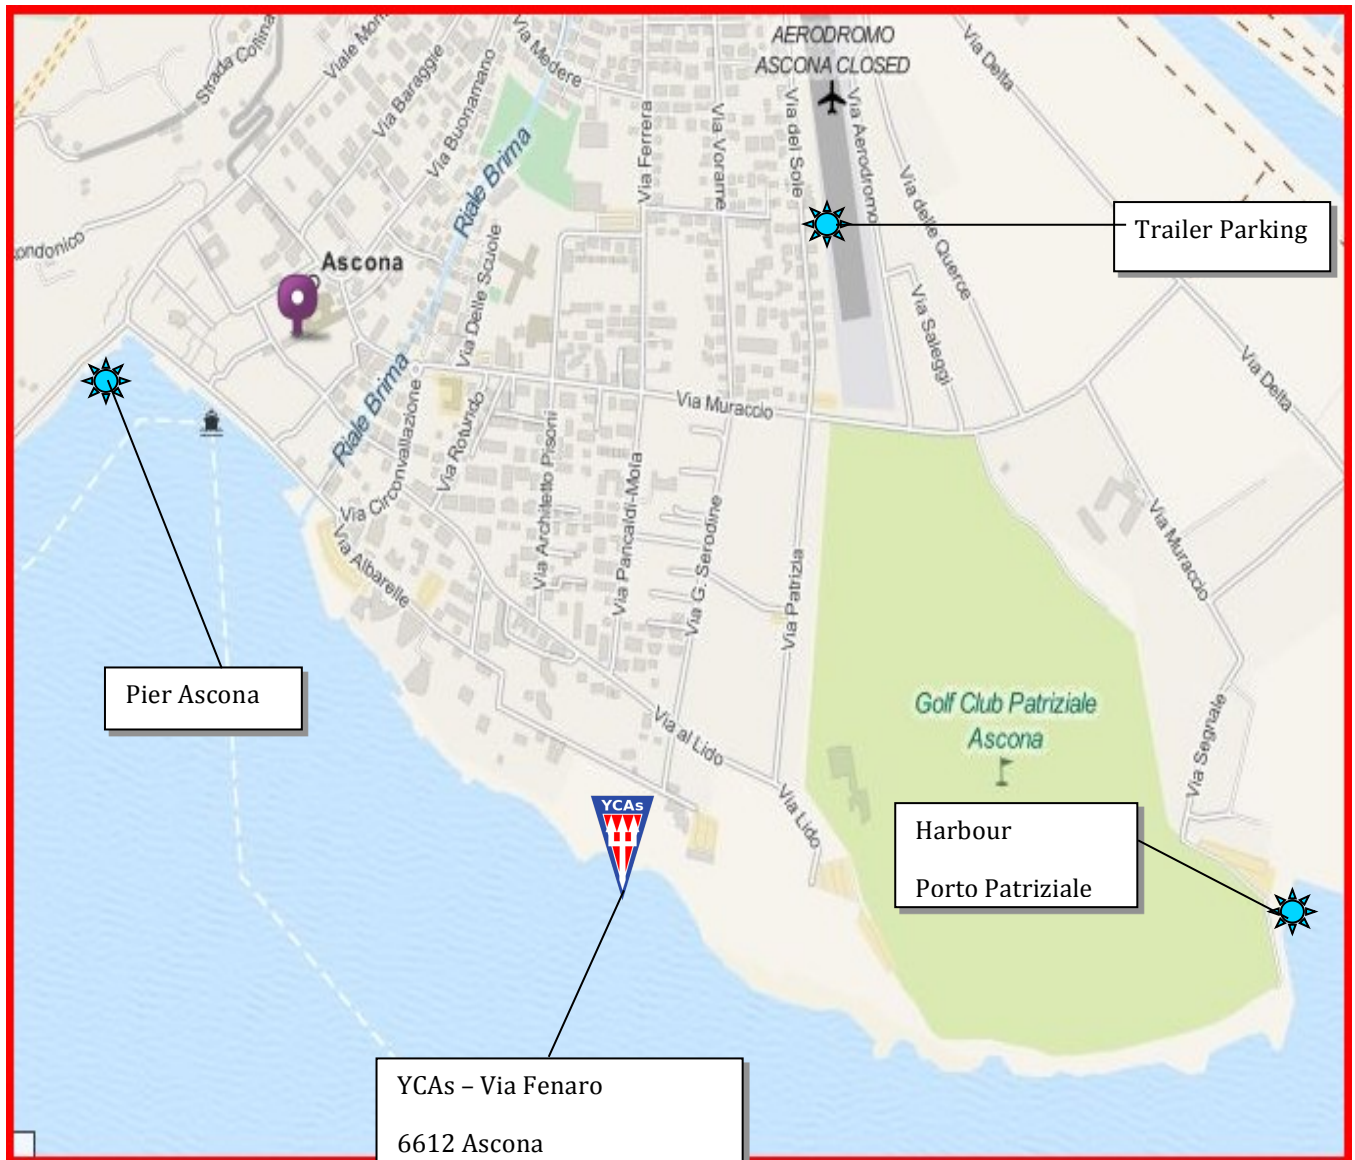 Via Medere
AERODROMO
ASCONA CLOSED
Via Delta
Strada Collina
Via Baraggie
Via Buonamano
Riale Brima
Via Ferrera
Via Vorame
Via del Sole
Via Aerodromo
Via delle Querce
Trailer Parking
Ascona
Via Delle Scuole
Via Saleggi
Via Delta
Riale Brima
Via Muraccio
Via Circonvallazione
Via Rotundo
Via Architetto Pisoni
Via Pancaldi-Mola
Via G. Serodine
Via Patrizia
Via Muraccio
Via Albarelle
Pier Ascona
Golf Club Patriziale
Ascona
Via al Lido
Via Segnale
Via Lido
YCAs
Harbour
Porto Patriziale
YCAs – Via Fenaro
6612 Ascona